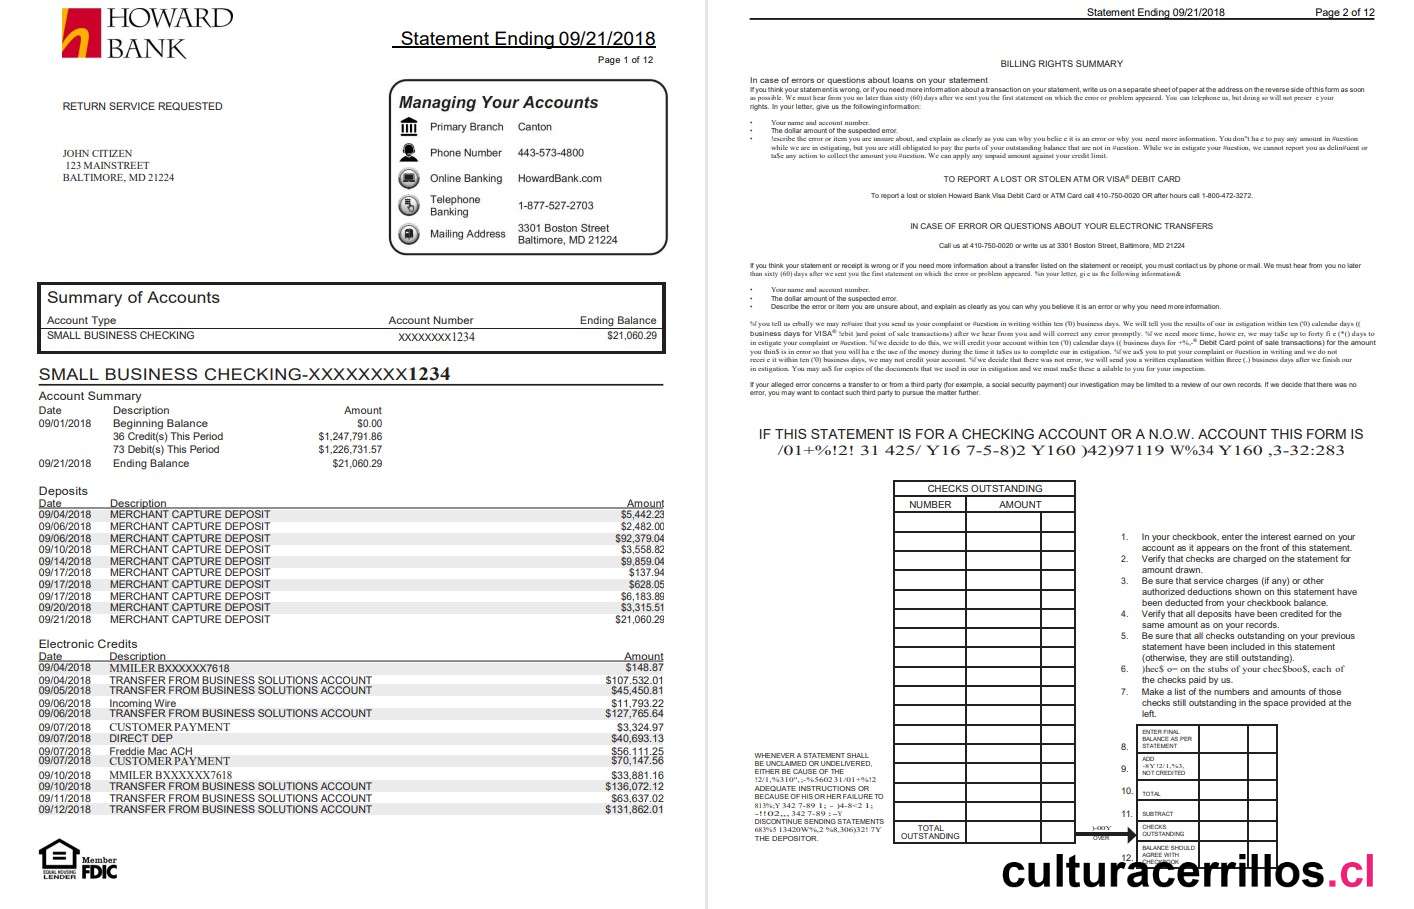 HOWARD
BANK
Statement Ending 09/21/2018
Page 1 of 12
RETURN SERVICE REQUESTED
JOHN CITIZEN
123 MAINSTREET
BALTIMORE, MD 21224
Managing Your Accounts
Primary Branch Canton
Phone Number 443-573-4800
Online Banking HowardBank.com
Telephone Banking 1-877-527-2703
Mailing Address 3301 Boston Street
Baltimore, MD 21224
Summary of Accounts
Account Type Account Number Ending Balance
SMALL BUSINESS CHECKING XXXXXXXX1234 $21,060.29
SMALL BUSINESS CHECKING-XXXXXXXX1234
Account Summary
Date Description Amount
09/01/2018 Beginning Balance $0.00
36 Credit(s) This Period $1,247,791.86
73 Debit(s) This Period $1,226,731.57
09/21/2018 Ending Balance $21,060.29
Deposits
Date Description Amount
09/04/2018 MERCHANT CAPTURE DEPOSIT $5,442.23
09/06/2018 MERCHANT CAPTURE DEPOSIT $2,482.00
09/06/2018 MERCHANT CAPTURE DEPOSIT $92,379.04
09/10/2018 MERCHANT CAPTURE DEPOSIT $3,558.82
09/14/2018 MERCHANT CAPTURE DEPOSIT $9,859.04
09/17/2018 MERCHANT CAPTURE DEPOSIT $137.94
09/17/2018 MERCHANT CAPTURE DEPOSIT $628.05
09/17/2018 MERCHANT CAPTURE DEPOSIT $6,183.89
09/20/2018 MERCHANT CAPTURE DEPOSIT $3,315.51
09/21/2018 MERCHANT CAPTURE DEPOSIT $21,060.29
Electronic Credits
Date Description Amount
09/04/2018 MMILER BXXXXXX7618 $148.87
09/04/2018 TRANSFER FROM BUSINESS SOLUTIONS ACCOUNT $107,532.01
09/05/2018 TRANSFER FROM BUSINESS SOLUTIONS ACCOUNT $45,450.81
09/06/2018 Incoming Wire $11,793.22
09/06/2018 TRANSFER FROM BUSINESS SOLUTIONS ACCOUNT $127,765.64
09/07/2018 CUSTOMER PAYMENT $3,324.97
09/07/2018 DIRECT DEP $40,693.13
09/07/2018 Freddie Mac ACH $56,111.25
09/07/2018 CUSTOMER PAYMENT $70,147.56
09/10/2018 MMILER BXXXXXX7618 $33,881.16
09/10/2018 TRANSFER FROM BUSINESS SOLUTIONS ACCOUNT $136,072.12
09/11/2018 TRANSFER FROM BUSINESS SOLUTIONS ACCOUNT $63,637.02
09/12/2018 TRANSFER FROM BUSINESS SOLUTIONS ACCOUNT $131,862.01
EQUAL HOUSING
LENDER
Member
FDIC
Statement Ending 09/21/2018 Page 2 of 12
BILLING RIGHTS SUMMARY
In case of errors or questions about loans on your statement
If you think your statement is wrong, or if you need more information about a transaction on your statement, write us on a separate sheet of paper at the address on the reverse side of this form as soon
as possible. We must hear from you no later than sixty (60) days after we sent you the first statement on which the error or problem appeared. You can telephone us, but doing so will not preser e your
rights. In your letter, give us the following information:
• Your name and account number.
• The dollar amount of the suspected error.
• !escribe the error or item you are unsure about, and explain as clearly as you can why you belie e it is an error or why you need more information. You don"t ha e to pay any amount in #uestion
while we are in estigating, but you are still obligated to pay the parts of your outstanding balance that are not in #uestion. While we in estigate your #uestion, we cannot report you as delin#uent or
ta$e any action to collect the amount you #uestion. We can apply any unpaid amount against your credit limit.
TO REPORT A LOST OR STOLEN ATM OR VISA® DEBIT CARD
To report a lost or stolen Howard Bank Visa Debit Card or ATM Card call 410-750-0020 OR after hours call 1-800-472-3272.
IN CASE OF ERROR OR QUESTIONS ABOUT YOUR ELECTRONIC TRANSFERS
Call us at 410-750-0020 or write us at 3301 Boston Street, Baltimore, MD 21224
If you think your statement or receipt is wrong or if you need more information about a transfer listed on the statement or receipt, you must contact us by phone or mail. We must hear from you no later
than sixty (60) days after we sent you the first statement on which the error or problem appeared. %n your letter, gi e us the following information&
• Your name and account number.
• The dollar amount of the suspected error.
• Describe the error or item you are unsure about, and explain as clearly as you can why you believe it is an error or why you need more information.
%f you tell us orbally we may re#uire that you send us your complaint or #uestion in writing within ten ('0) business days. We will tell you the results of our in estigation within ten ('0) calendar days ((
business days for VISA® !ebit )ard point of sale transactions) after we hear from you and will correct any error promptly. %f we need more time, howe er, we may ta$e up to forty fi e (*() days to
in estigate your complaint or #uestion. %f we decide to do this, we will credit your account within ten ('0) calendar days (( business days for +%,-® Debit Card point of sale transactions) for the amount
you thin$ is in error so that you will ha e the use of the money during the time it ta$es us to complete our in estigation. %f we as$ you to put your complaint or #uestion in writing and we do not
recei e it within ten ('0) business days, we may not credit your account. %f we decide that there was not error, we will send you a written explanation within three (.) business days after we finish our
in estigation. You may as$ for copies of the documents that we used in our in estigation and we must ma$e these a ailable to you for your inspection.
If your alleged error concerns a transfer to or from a third party (for example, a social security payment) our investigation may be limited to a review of our own records. If we decide that there was no
error, you may want to contact such third party to pursue the matter further.
IF THIS STATEMENT IS FOR A CHECKING ACCOUNT OR A N.O.W. ACCOUNT THIS FORM IS
/01+%!2! 31 425/ Y16 7-5-8)2 Y160 )42)97119 W%34 Y160 ,3-32:283
CHECKS OUTSTANDING
NUMBER AMOUNT
TOTAL
OUTSTANDING
WHENEVER A STATEMENT SHALL
BE UNCLAIMED OR UNDELIVERED,
EITHER BE CAUSE OF THE
!2/1,%310",;-%560231/01+%!2
ADEQUATE INSTRUCTIONS OR
BECAUSE OF HIS OR HER FAILURE TO
813%;Y 342 7-89 1; – )4-8<2 1;
–!!O2,,, 342 7-89 : –Y
DISCONTINUE SENDING STATEMENTS
683%5 13420W%,2 %8,306)32! 7Y
THE DEPOSITOR.
1. In your checkbook, enter the interest earned on your
account as it appears on the front of this statement.
2. Verify that checks are charged on the statement for
amount drawn.
3. Be sure that service charges (if any) or other
authorized deductions shown on this statement have
been deducted from your checkbook balance.
4. Verify that all deposits have been credited for the
same amount as on your records.
5. Be sure that all checks outstanding on your previous
statement have been included in this statement
(otherwise, they are still outstanding).
6. )hec$ o= on the stubs of your chec$boo$, each of
the checks paid by us.
7. Make a list of the numbers and amounts of those
checks still outstanding in the space provided at the
left.
8. ENTER FINAL
BALANCE AS PER
STATEMENT
9. ADD
-8Y !2/1,%3,
NOT CREDITED
10. TOTAL
11. SUBTRACT
CHECKS
OUTSTANDING
)-00Y
OVER
12. BALANCE SHOULD
AGREE WITH
CHECKBOOK
culturacerrillos.cl